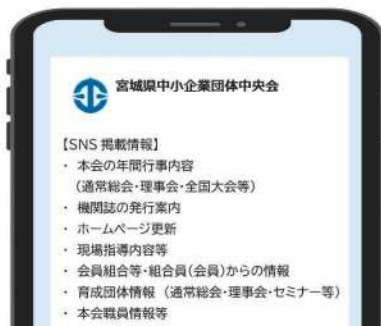 宮城県中小企業団体中央会
【SNS 掲載情報】
・ 本会の年間行事内容
（通常総会・理事会・全国大会等）
・ 機関誌の発行案内
・ ホームページ更新
・ 現場指導内容等
・ 会員組合等・組合員（会員）からの情報
・ 育成団体情報 （通常総会・理事会・セミナー等）
・ 本会職員情報等